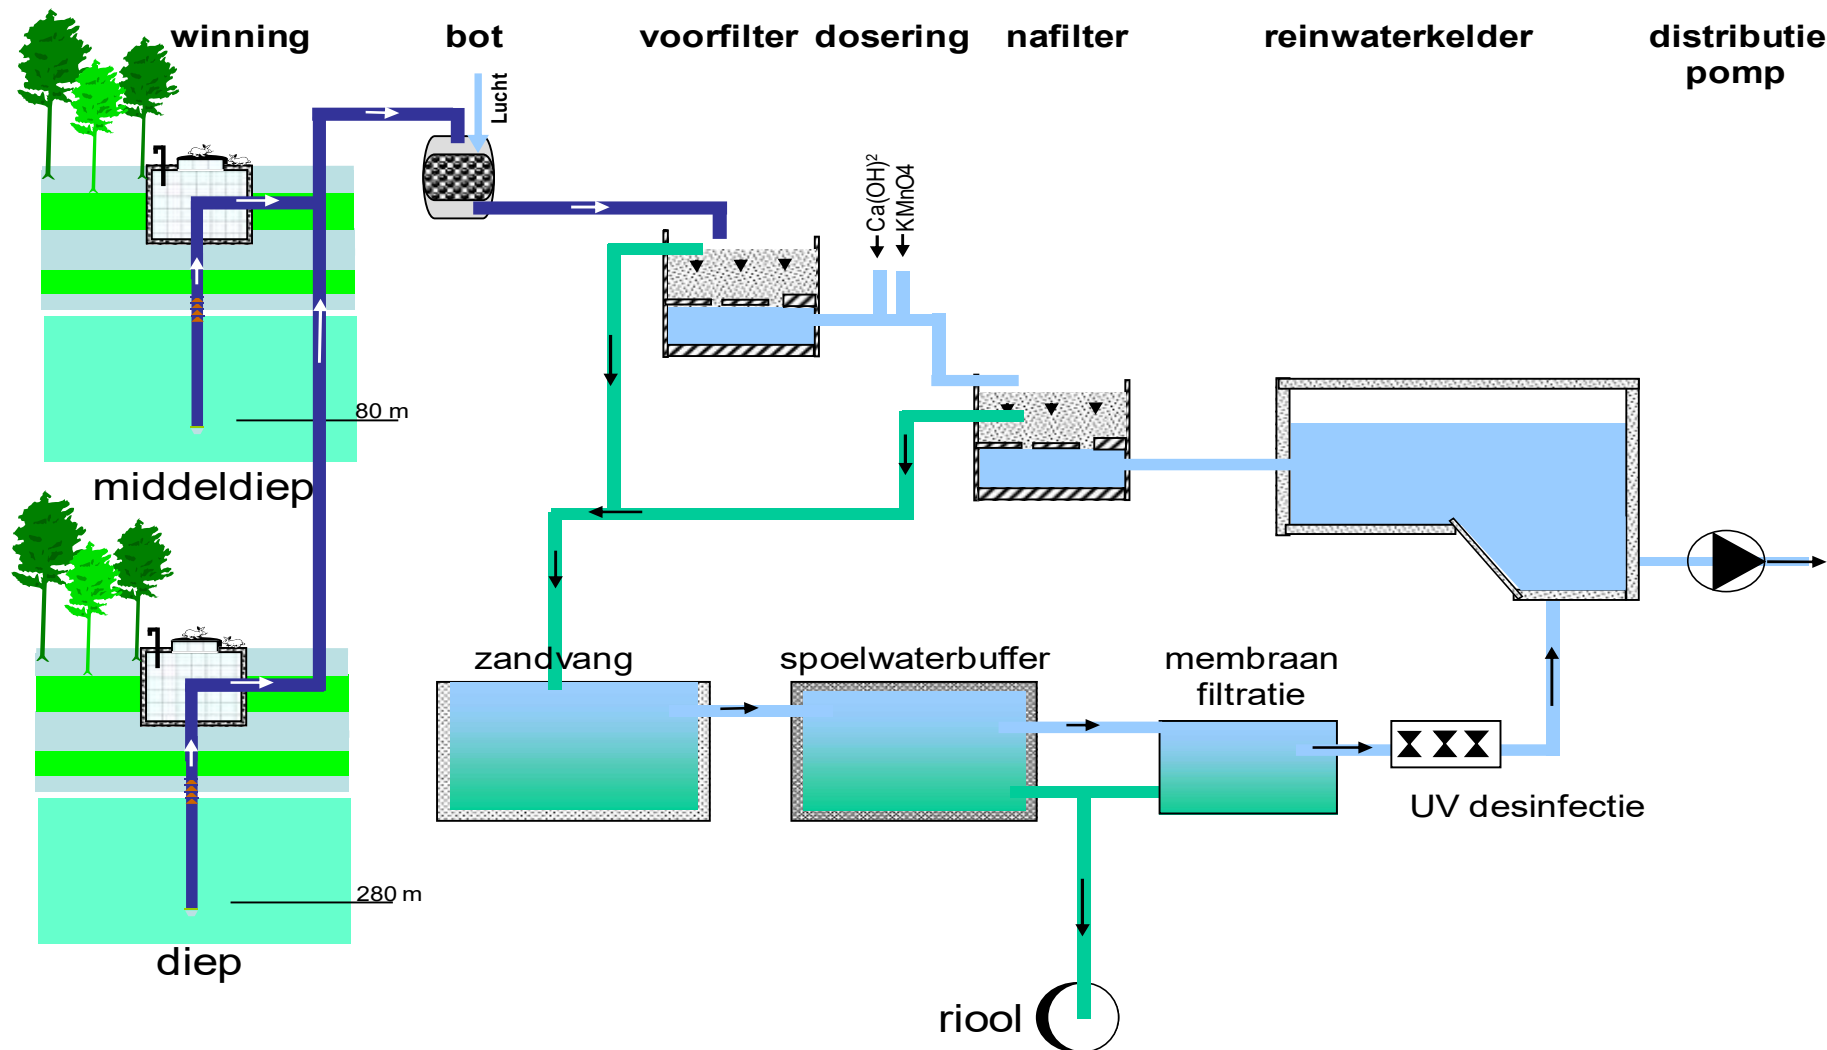 winning
bot
voorfilter
dosering
nafilter
reinwaterkelder
distributie
pomp
Lucht
Ca(OH)²
KMnO4
80 m
middeldiep
zandvang
spoelwaterbuffer
membraan
filtratie
UV desinfectie
280 m
diep
riool